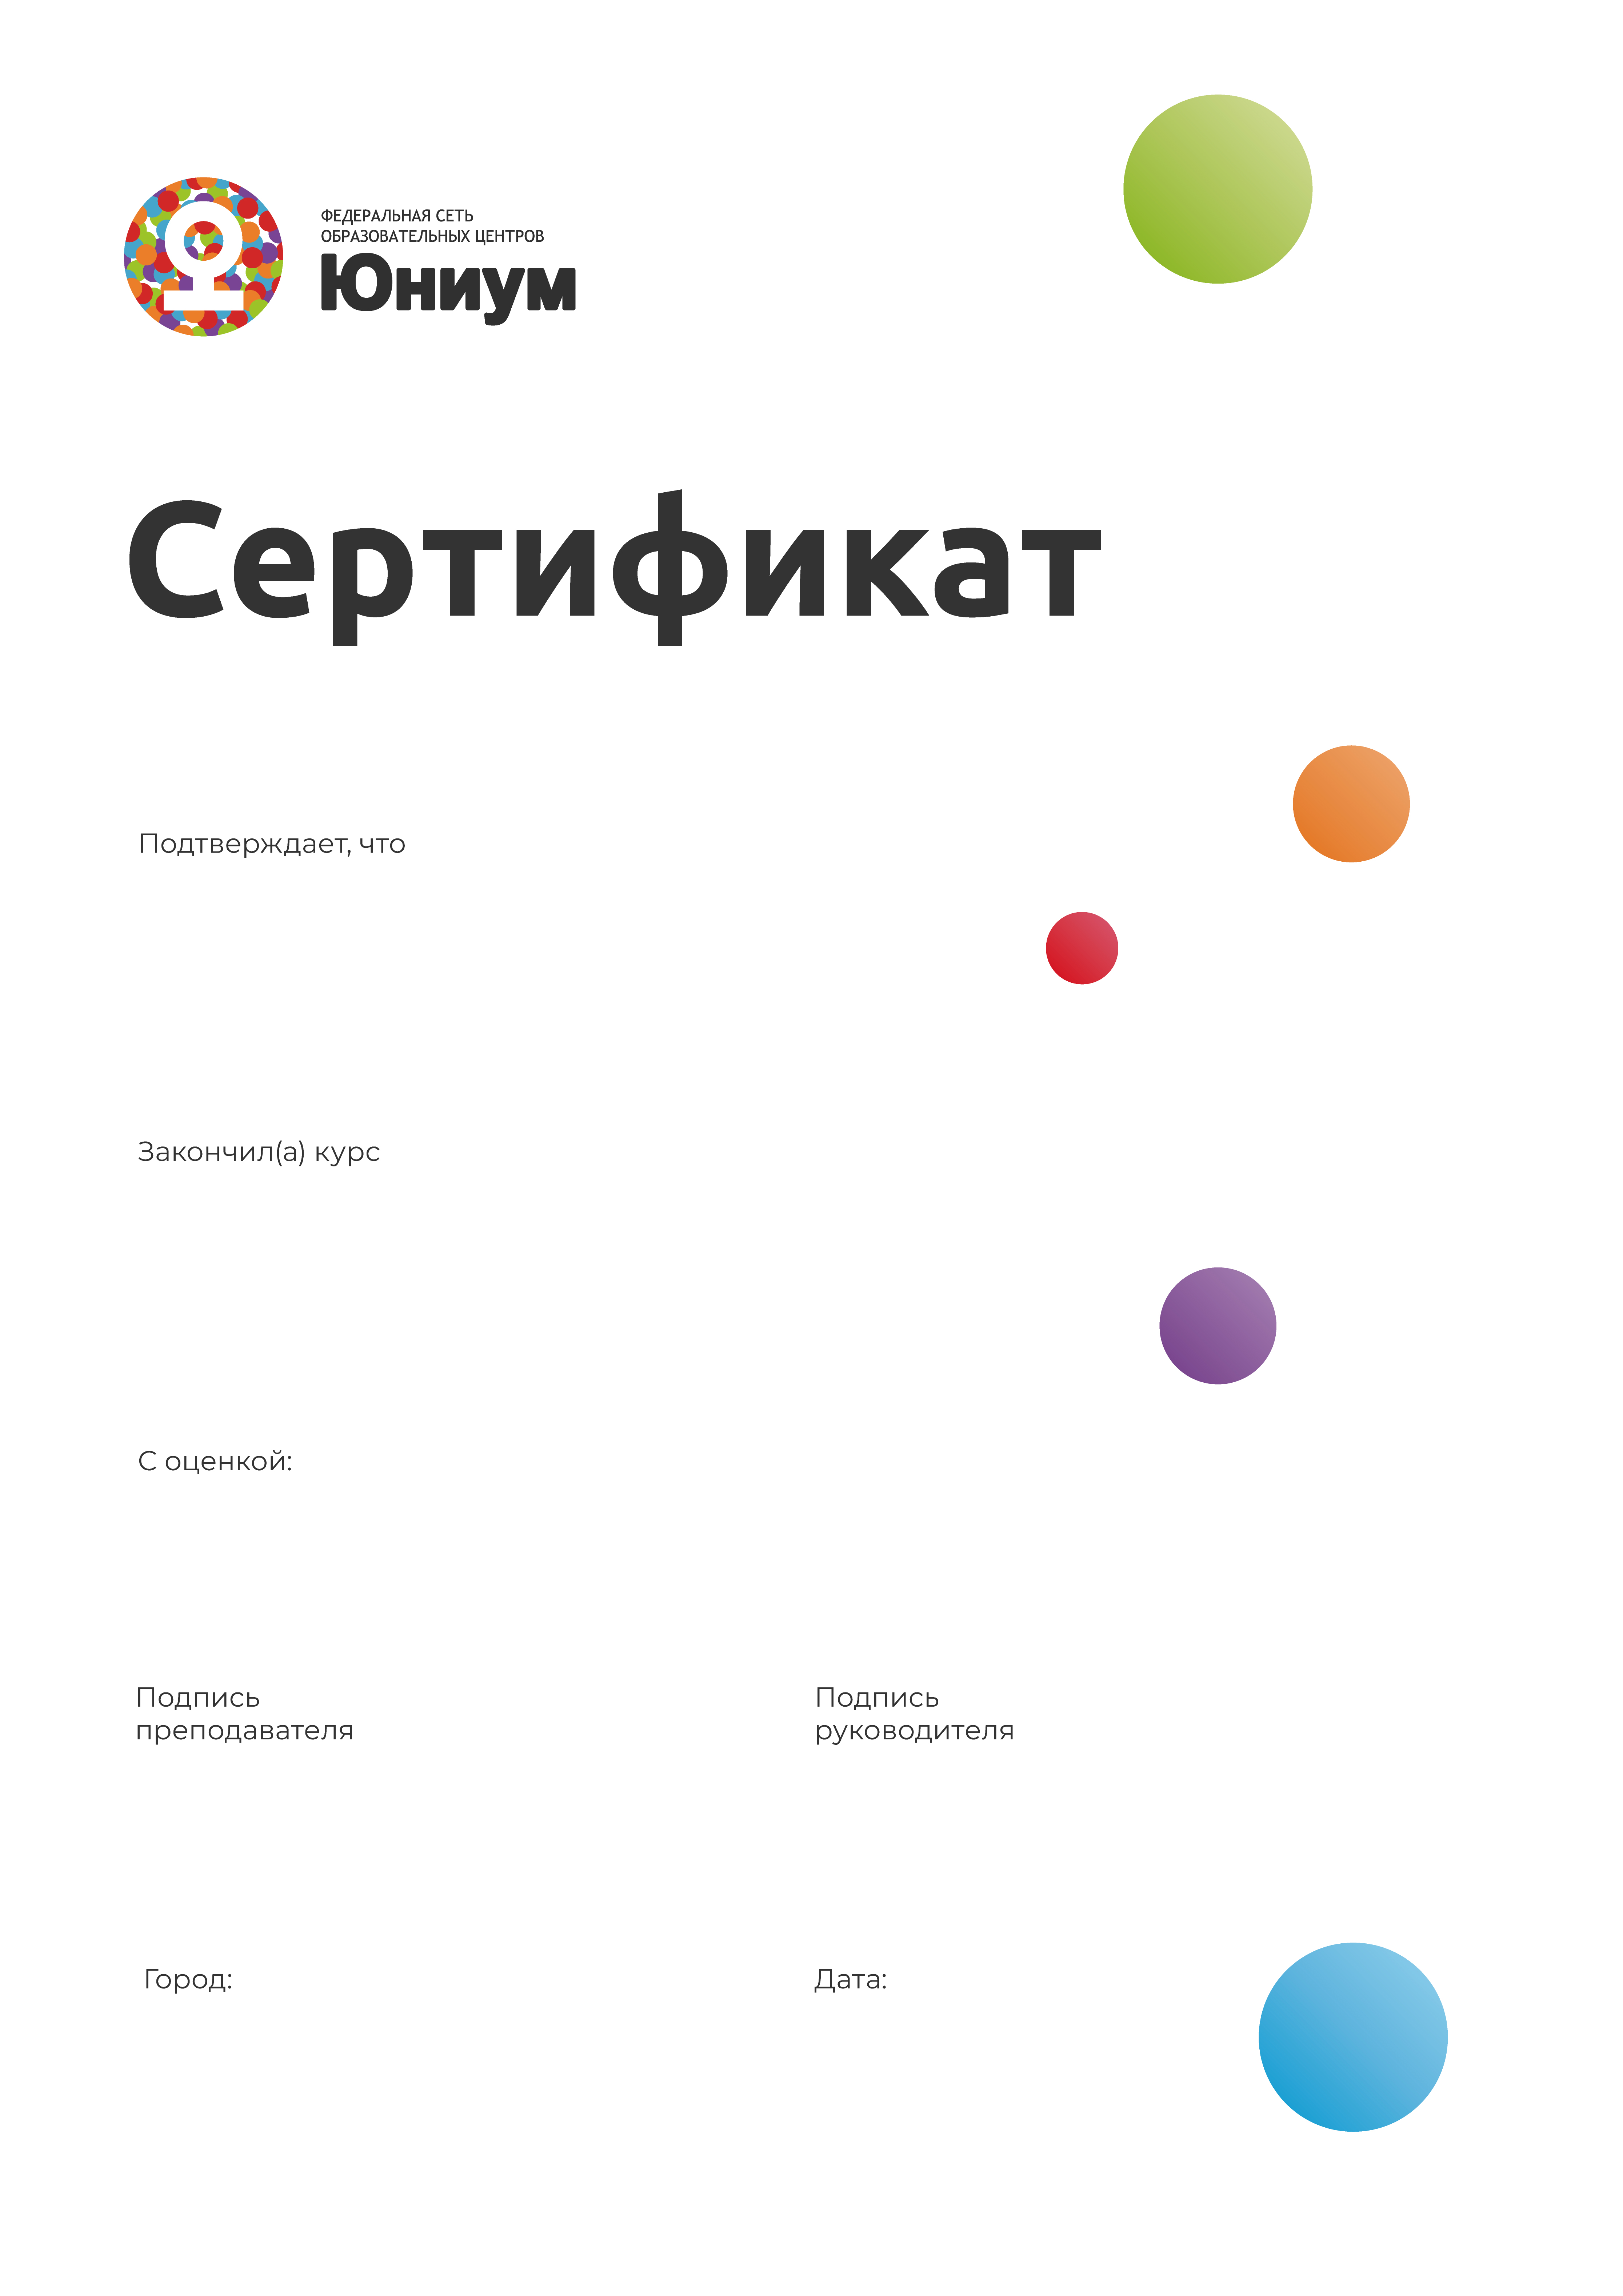 ФЕДЕРАЛЬНАЯ СЕТЬ
ОБРАЗОВАТЕЛЬНЫХ ЦЕНТРОВ
Юниум
Сертификат
Подтверждает, что
Закончил(а) курс
С оценкой:
Подпись
преподавателя
Подпись
руководителя
Город:
Дата: